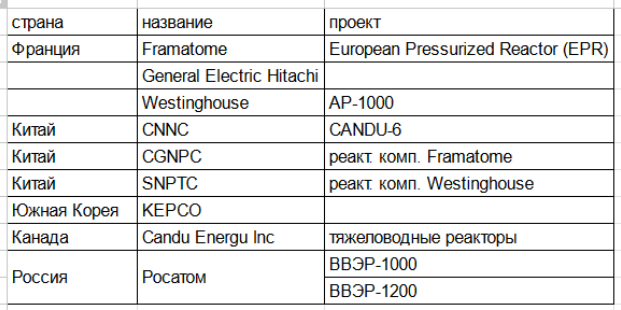 страна название проект
Франция Framatome European Pressurized Reactor (EPR)
General Electric Hitachi
Westinghouse AP-1000
Китай CNNC CANDU-6
Китай CGNPC реакт. комп. Framatome
Китай SNPTC реакт. комп. Westinghouse
Южная Корея KEPCO
Канада Candu Energu Inc тяжеловодные реакторы
Россия Росатом ВВЭР-1000
ВВЭР-1200